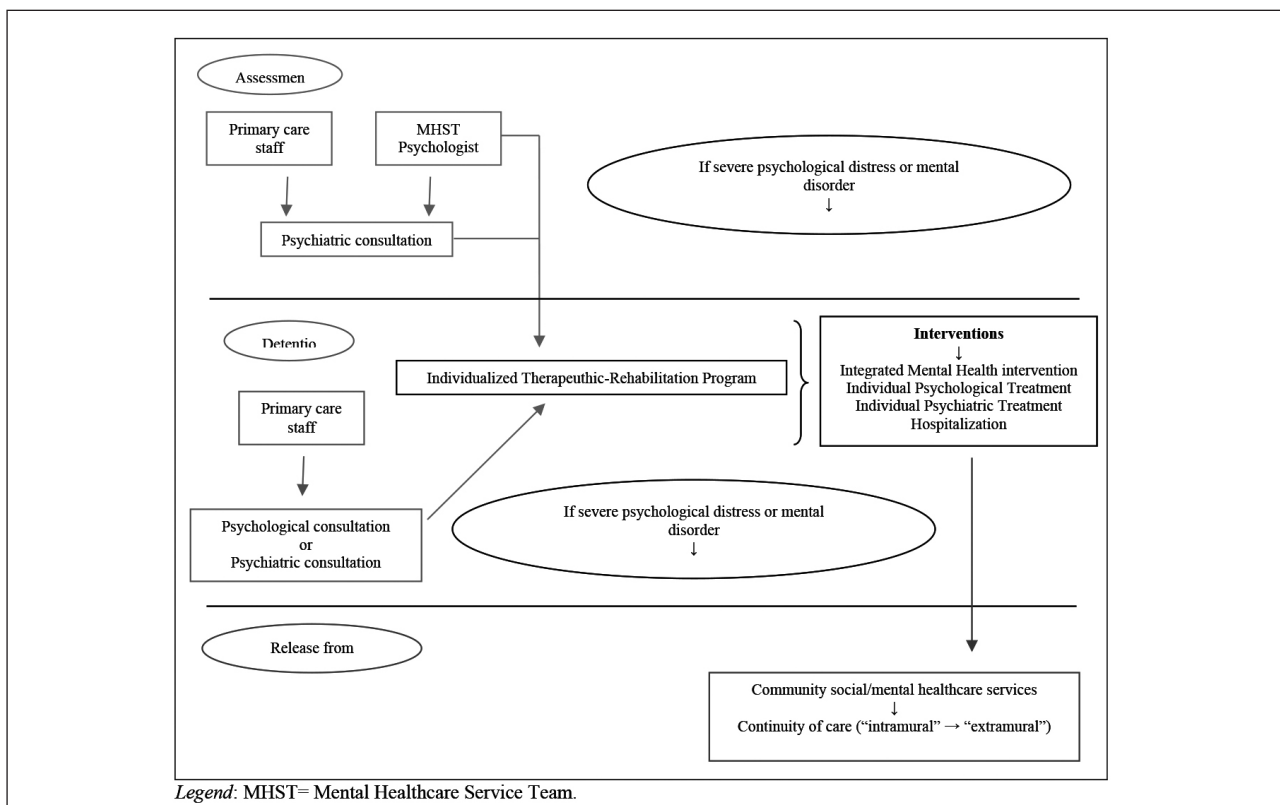 Assessmen
Primary care
staff
MHST
Psychologist
If severe psychological distress or mental
disorder
↓
Psychiatric consultation
Detentio
Interventions
↓
Integrated Mental Health intervention
Individual Psychological Treatment
Individual Psychiatric Treatment
Hospitalization
Individualized Therapeuthic-Rehabilitation Program
Primary care
staff
If severe psychological distress or mental
disorder
↓
Psychological consultation
or
Psychiatric consultation
Release from
Community social/mental healthcare services
↓
Continuity of care (“intramural” → “extramural”)
Legend: MHST= Mental Healthcare Service Team.